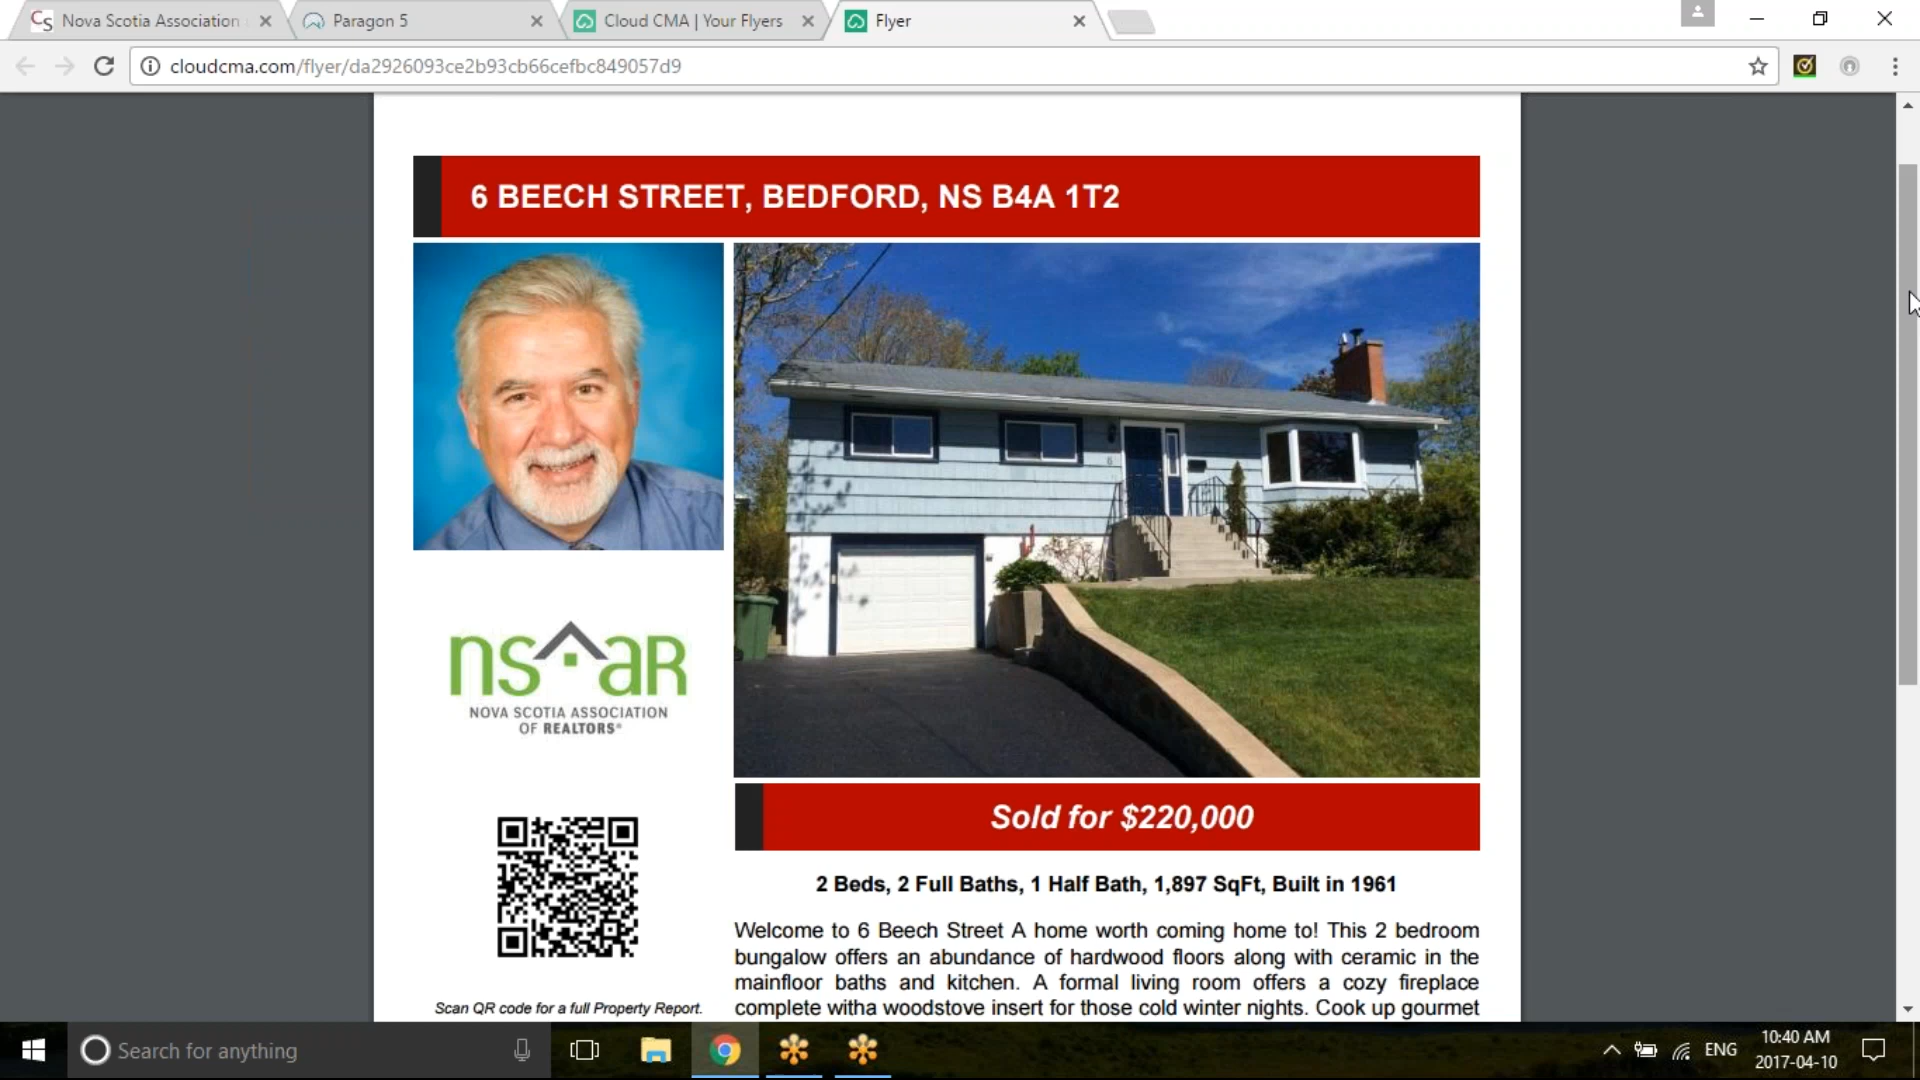 Nova Scotia Association
Paragon 5
Cloud CMA | Your Flyers
Flyer
cloudcma.com/flyer/da2926093ce2b93cb66cefbc849057d9
6 BEECH STREET, BEDFORD, NS B4A 1T2
nsaR
NOVA SCOTIA ASSOCIATION
OF REALTORS®
Scan QR code for a full Property Report.
Sold for $220,000
2 Beds, 2 Full Baths, 1 Half Bath, 1,897 SqFt, Built in 1961
Welcome to 6 Beech Street A home worth coming home to! This 2 bedroom
bungalow offers an abundance of hardwood floors along with ceramic in the
mainfloor baths and kitchen. A formal living room offers a cozy fireplace
complete witha woodstove insert for those cold winter nights. Cook up gourmet
Search for anything
ENG
10:40 AM
2017-04-10